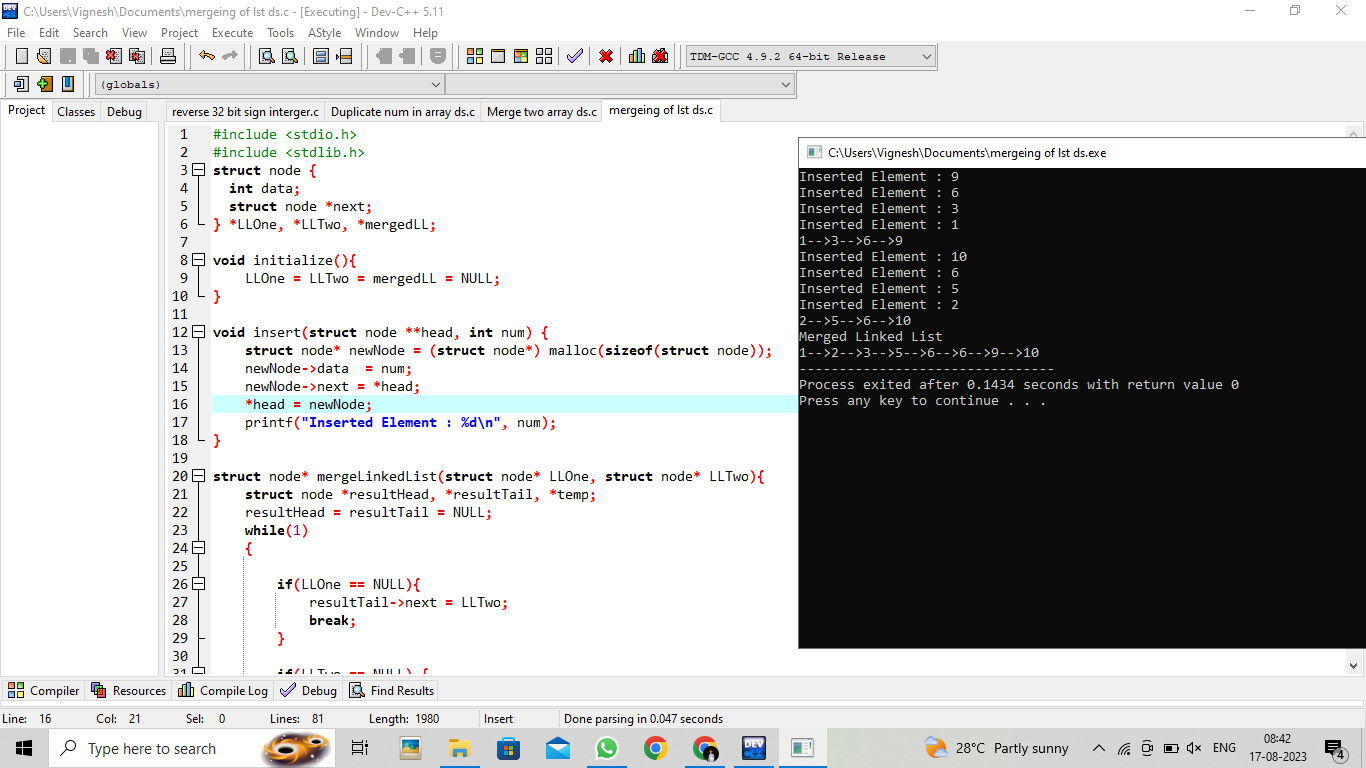 C:\Users\Vignesh\Documents\mergeing of lst ds.c - [Executing] - Dev-C++ 5.11
File Edit Search View Project Execute Tools AStyle Window Help
TDM-GCC 4.9.2 64-bit Release
(globals)
Project Classes Debug
reverse 32 bit sign interger.c Duplicate num in array ds.c Merge two array ds.c mergeing of lst ds.c
1 #include <stdio.h>
2 #include <stdlib.h>
3 struct node {
4 int data;
5 struct node *next;
6 } *LLOne, *LLTwo, *mergedLL;
7
8 void initialize(){
9 LLOne = LLTwo = mergedLL = NULL;
10 }
11
12 void insert(struct node **head, int num) {
13 struct node* newNode = (struct node*) malloc(sizeof(struct node));
14 newNode->data  = num;
15 newNode->next = *head;
16 *head = newNode;
17 printf("Inserted Element : %d\n", num);
18 }
19
20 struct node* mergeLinkedList(struct node* LLOne, struct node* LLTwo){
21 struct node *resultHead, *resultTail, *temp;
22 resultHead = resultTail = NULL;
23 while(1)
24 {
25
26 if(LLOne == NULL){
27 resultTail->next = LLTwo;
28 break;
29 }
30
31 if(LLTwo == NULL) {
C:\Users\Vignesh\Documents\mergeing of lst ds.exe
Inserted Element : 9
Inserted Element : 6
Inserted Element : 3
Inserted Element : 1
1-->3-->6-->9
Inserted Element : 10
Inserted Element : 6
Inserted Element : 5
Inserted Element : 2
2-->5-->6-->10
Merged Linked List
1-->2-->3-->5-->6-->6-->9-->10
--------------------------------
Process exited after 0.1434 seconds with return value 0
Press any key to continue . . .
Compiler Resources Compile Log Debug Find Results
Line: 16 Col: 21 Sel: 0 Lines: 81 Length: 1980 Insert Done parsing in 0.047 seconds
Type here to search
DEV
28°C Partly sunny
ENG
08:42
17-08-2023
4